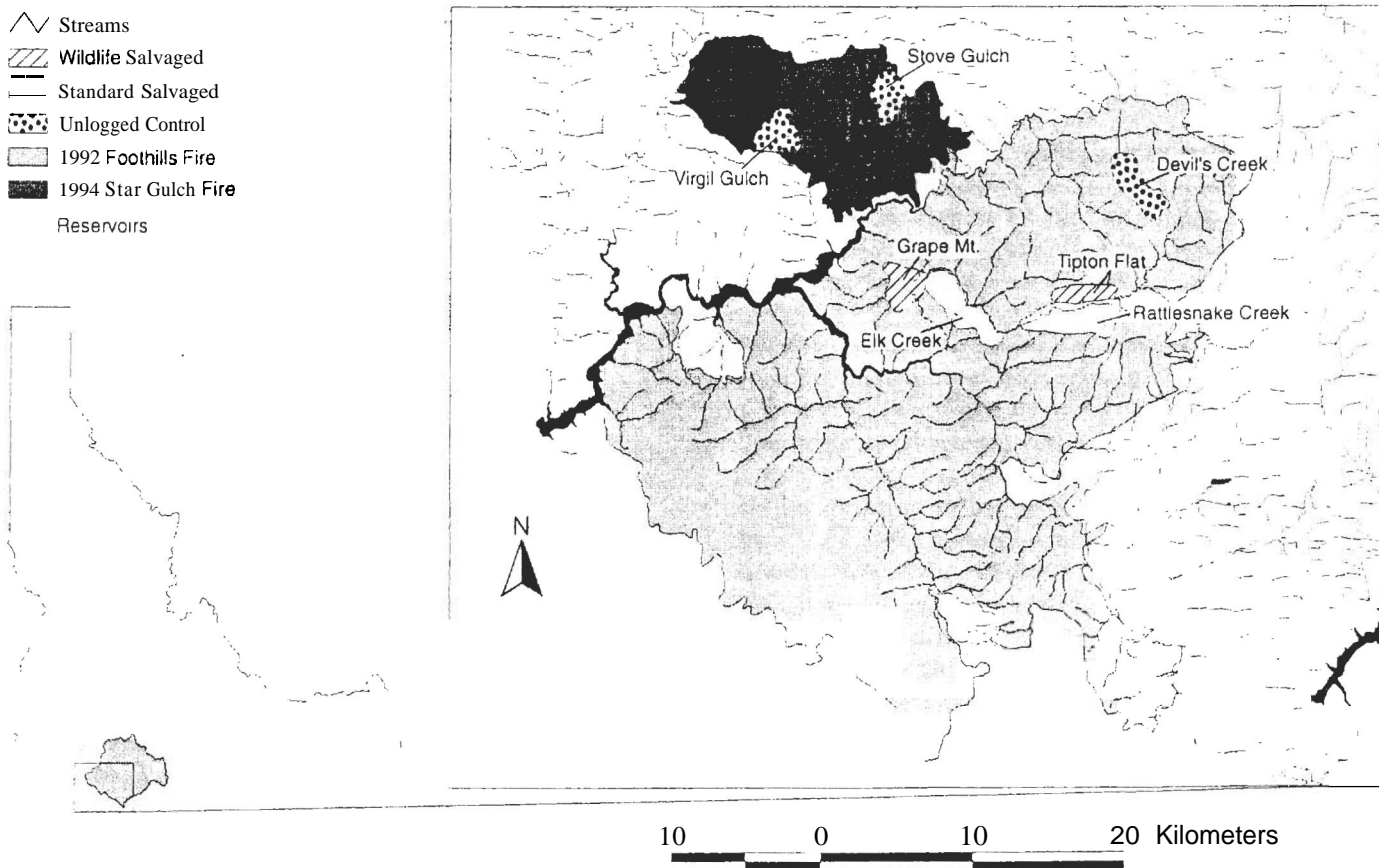 Streams
Wildlife Salvaged
Standard Salvaged
Unlogged Control
1992 Foothills Fire
1994 Star Gulch Fire
Reservoirs
Stove Gulch
Virgil Gulch
Devil's Creek
Grape Mt.
Tipton Flat
Rattlesnake Creek
Elk Creek
N
10 0 10 20 Kilometers